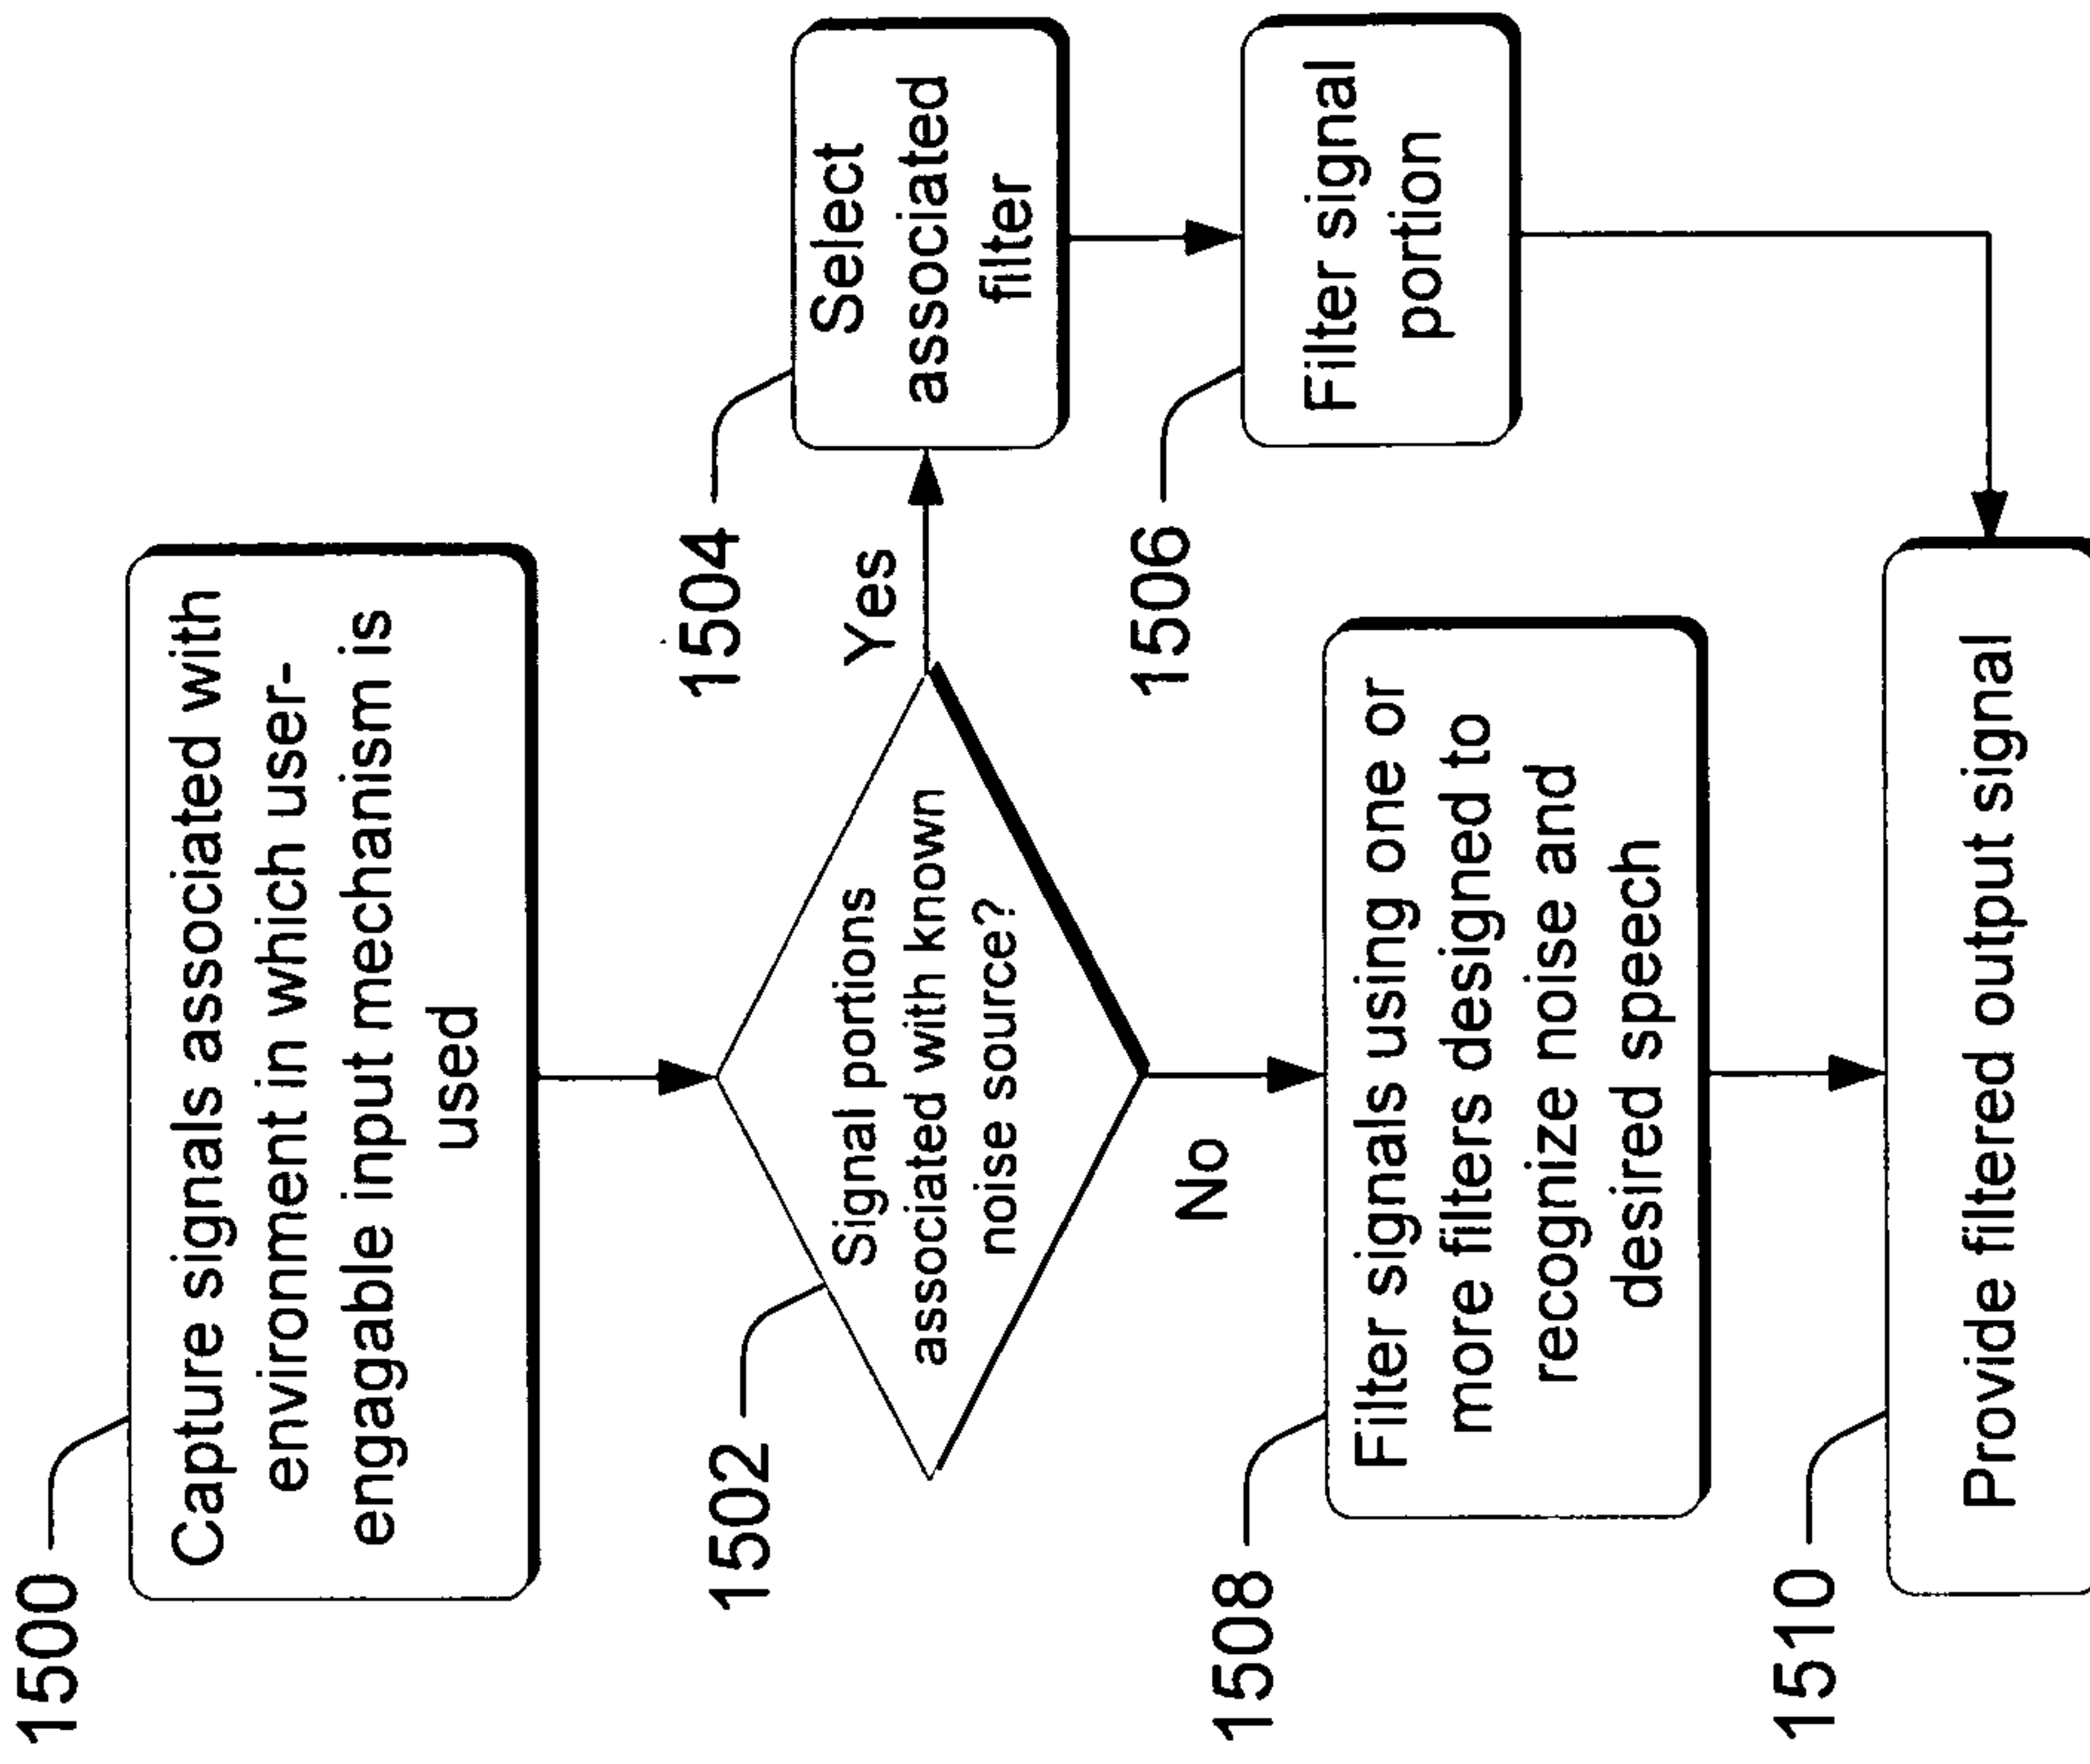 1500
Capture signals associated with
environment in which user-
engagable input mechanism is
used
1502
Signal portions
associated with known
noise source?
Yes
1504
Select
associated
filter
1506
Filter signal
portion
No
1508
Filter signals using one or
more filters designed to
recognize noise and
desired speech
1510
Provide filtered output signal